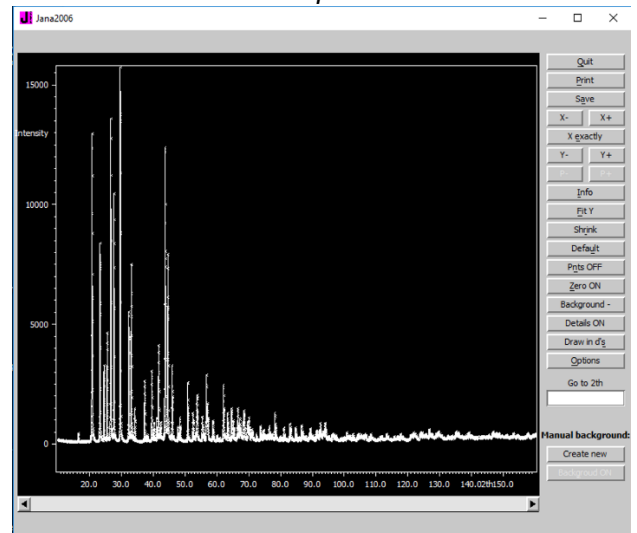 Jana2006
Quit
Print
Save
X- X+
X exactly
Y- Y+
P- P+
Info
Fit Y
Shrink
Default
Pnts OFF
Zero ON
Background -
Details ON
Draw in d's
Options
Go to 2th
Manual background:
Create new
Backgroud ON
15000
Intensity
10000
5000
0
20.0 30.0 40.0 50.0 60.0 70.0 80.0 90.0 100.0 110.0 120.0 130.0 140.0 2th 150.0